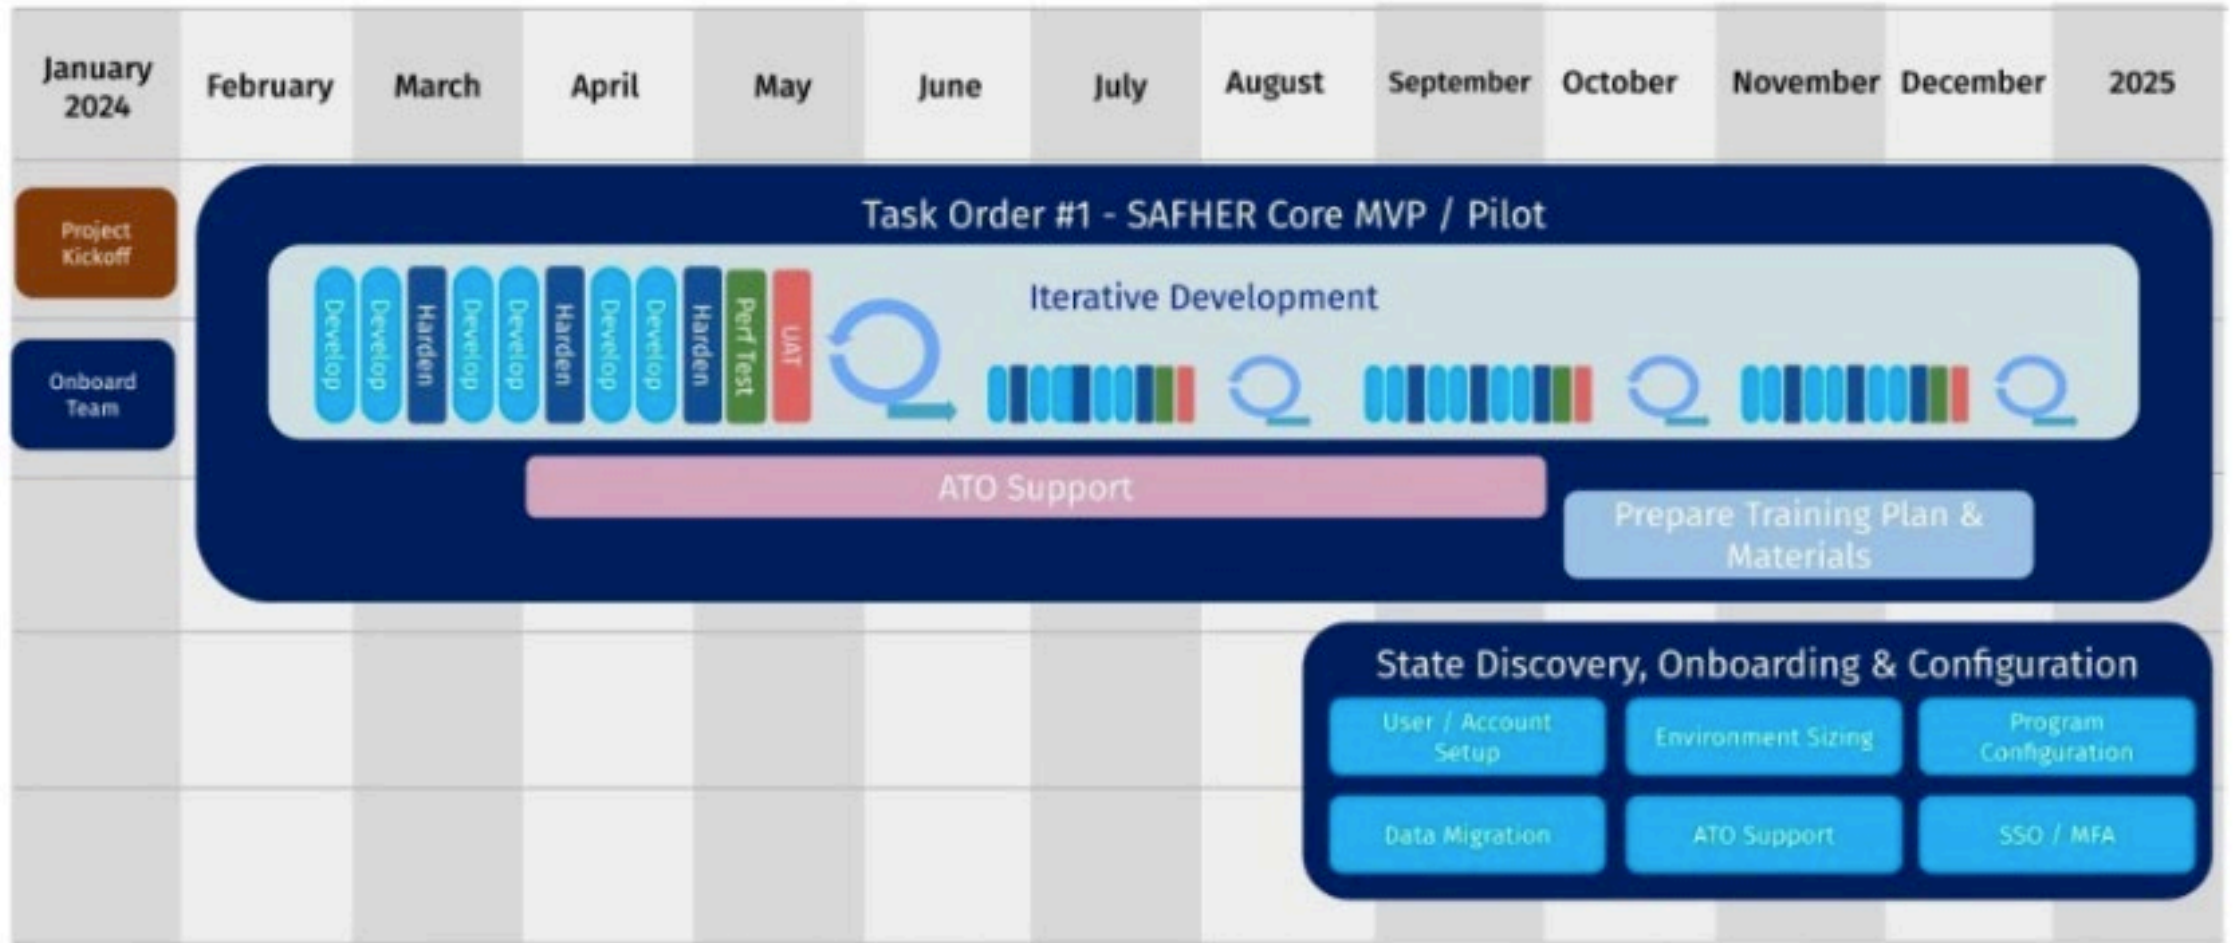 January
2024
February
March
April
May
June
July
August
September
October
November
December
2025
Project
Kickoff
Onboard
Team
Task Order #1 - SAFHER Core MVP / Pilot
Iterative Development
Develop
Develop
Harden
Develop
Develop
Harden
Develop
Develop
Harden
Perf Test
UAT
ATO Support
Prepare Training Plan &
Materials
State Discovery, Onboarding & Configuration
User / Account
Setup
Environment Sizing
Program
Configuration
Data Migration
ATO Support
SSO / MFA